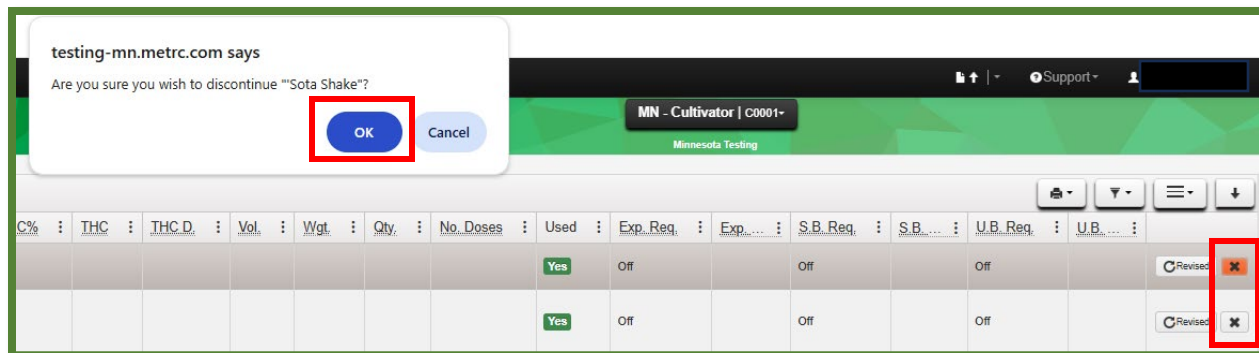 testing-mn.metrc.com says
Are you sure you wish to discontinue "'Sota Shake"?
OK Cancel
Support
MN - Cultivator | C0001
Minnesota Testing
C% THC THC D. Vol. Wgt. Qty. No. Doses Used Exp. Req. Exp. ... S.B. Req. S.B. ... U.B. Req. U.B. ...
Yes Off Off Off Revised
Yes Off Off Off Revised